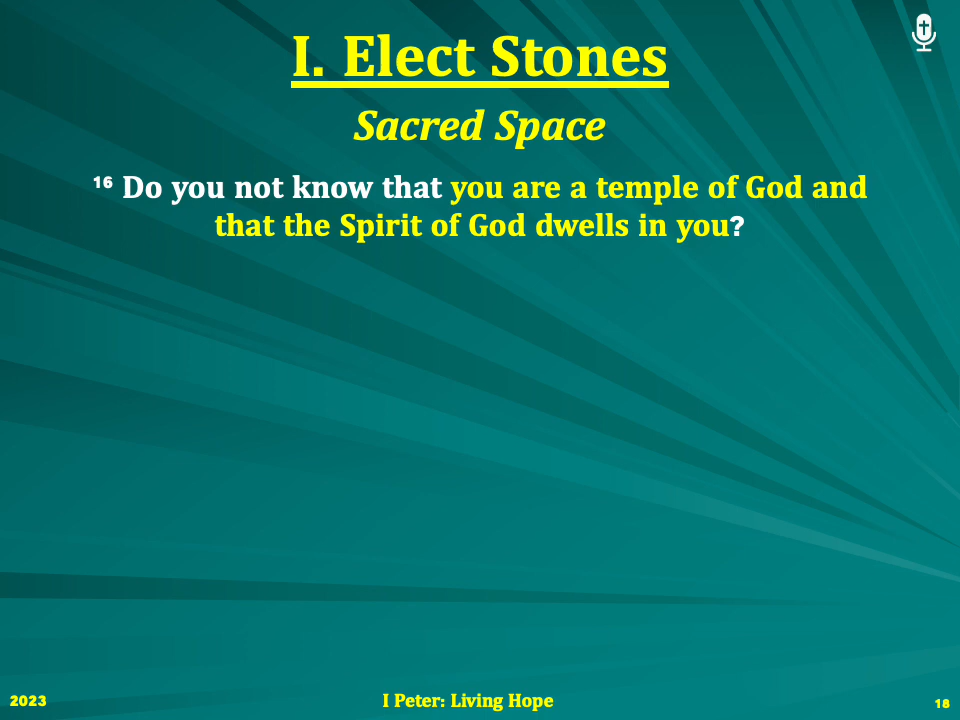 I. Elect Stones
Sacred Space
16 Do you not know that you are a temple of God and
that the Spirit of God dwells in you?
2023
I Peter: Living Hope
18